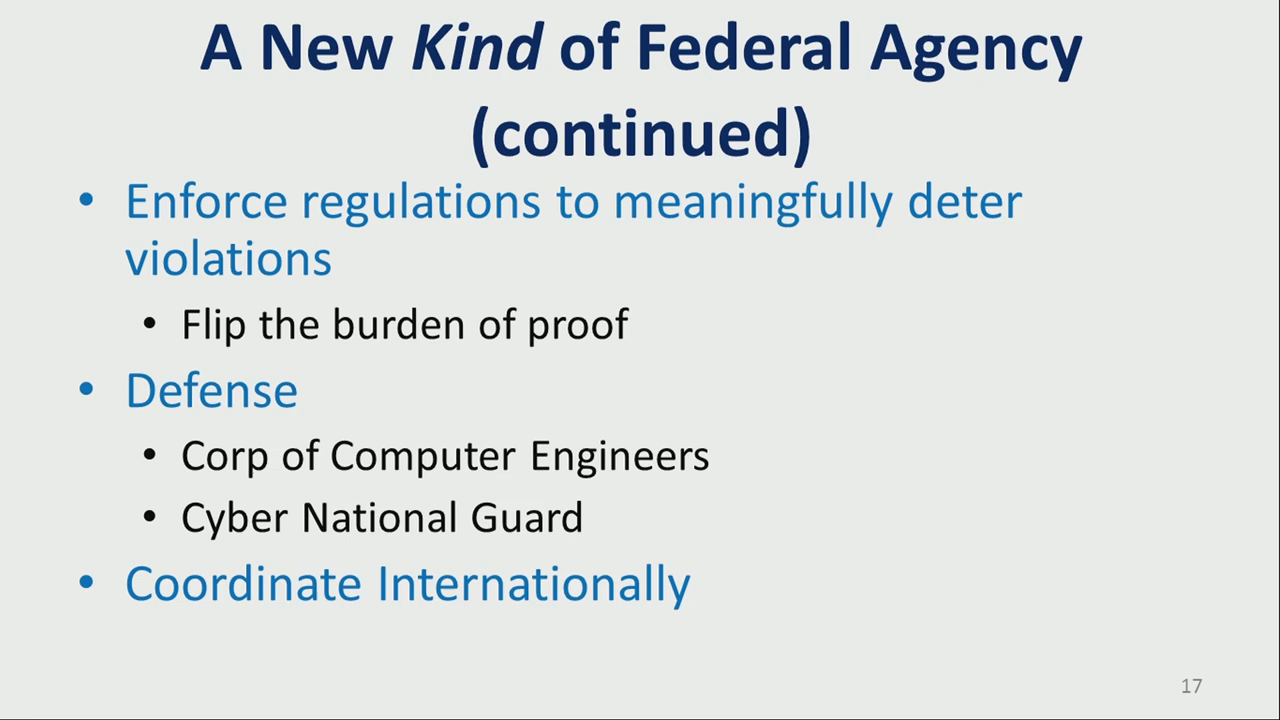 A New Kind of Federal Agency
(continued)
• Enforce regulations to meaningfully deter
violations
• Flip the burden of proof
• Defense
• Corp of Computer Engineers
• Cyber National Guard
• Coordinate Internationally
17